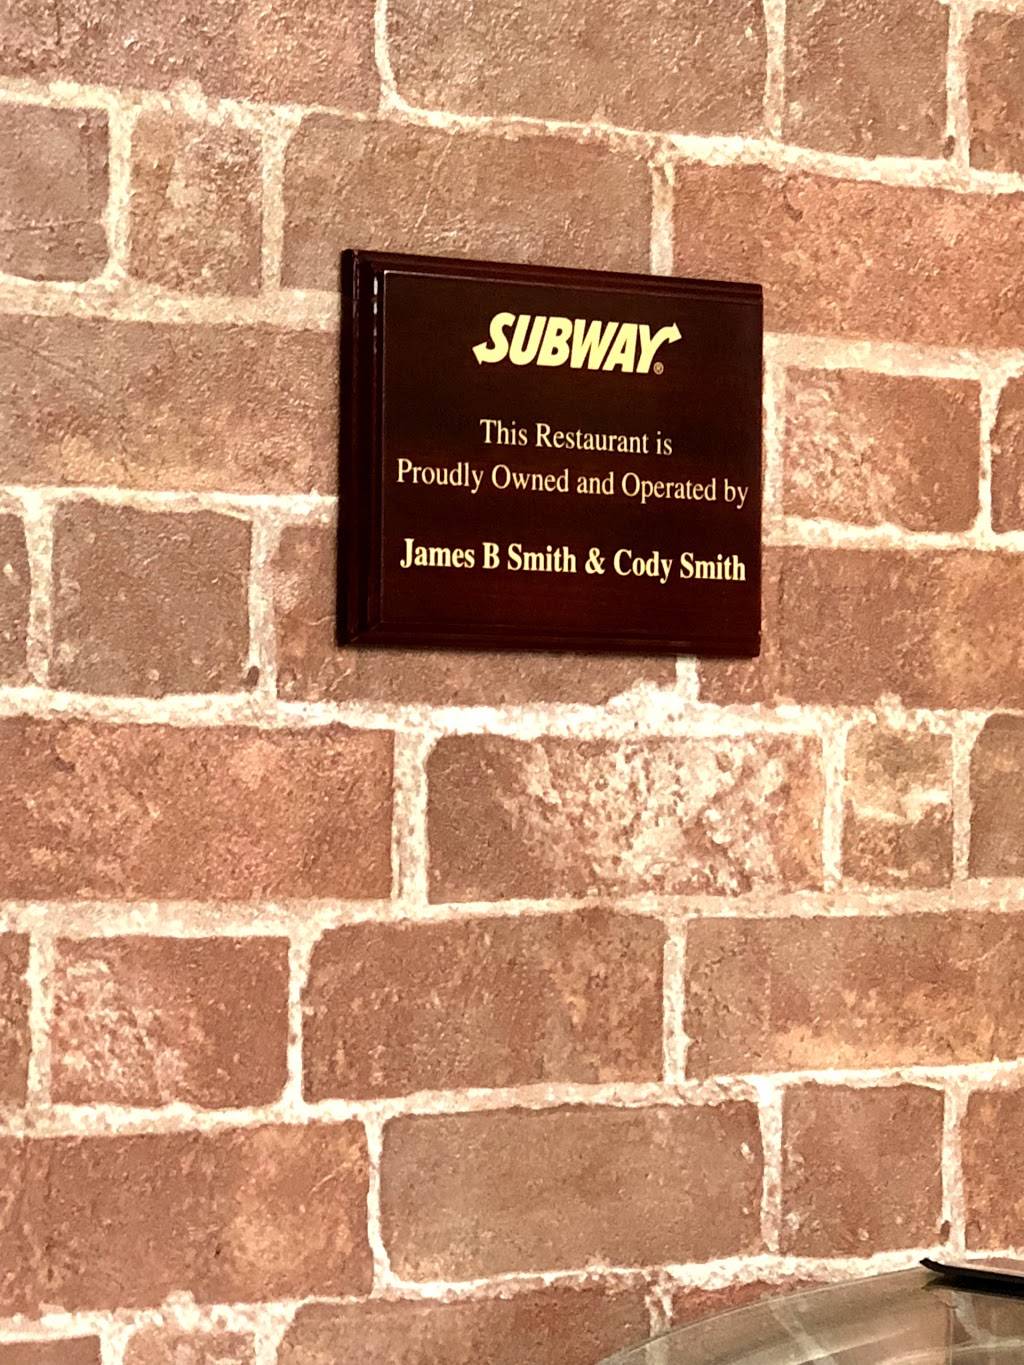 SUBWAY®
This Restaurant is
Proudly Owned and Operated by
James B Smith & Cody Smith